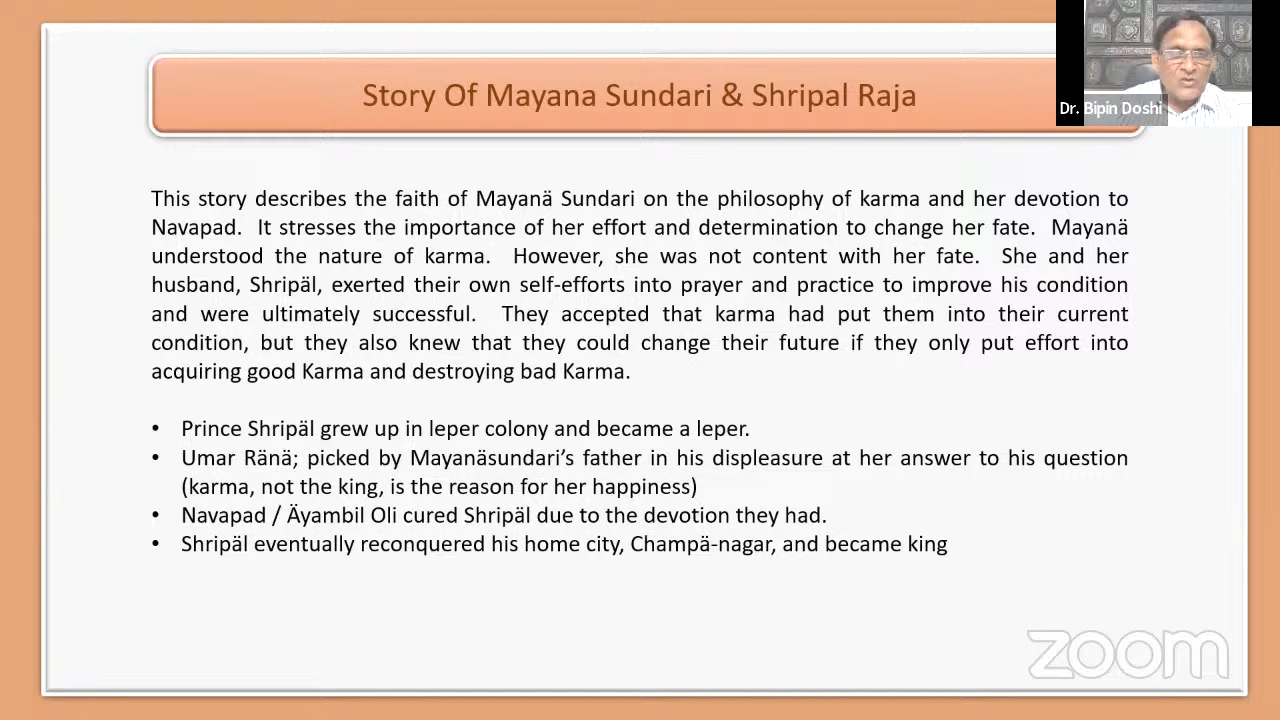 Story Of Mayana Sundari & Shripal Raja
Dr. Bipin Doshi
This story describes the faith of Mayanä Sundari on the philosophy of karma and her devotion to
Navapad. It stresses the importance of her effort and determination to change her fate. Mayanä
understood the nature of karma. However, she was not content with her fate. She and her
husband, Shripäl, exerted their own self-efforts into prayer and practice to improve his condition
and were ultimately successful. They accepted that karma had put them into their current
condition, but they also knew that they could change their future if they only put effort into
acquiring good Karma and destroying bad Karma.
• Prince Shripäl grew up in leper colony and became a leper.
• Umar Ränä; picked by Mayanäsundari’s father in his displeasure at her answer to his question
(karma, not the king, is the reason for her happiness)
• Navapad / Äyambil Oli cured Shripäl due to the devotion they had.
• Shripäl eventually reconquered his home city, Champä-nagar, and became king
zoom